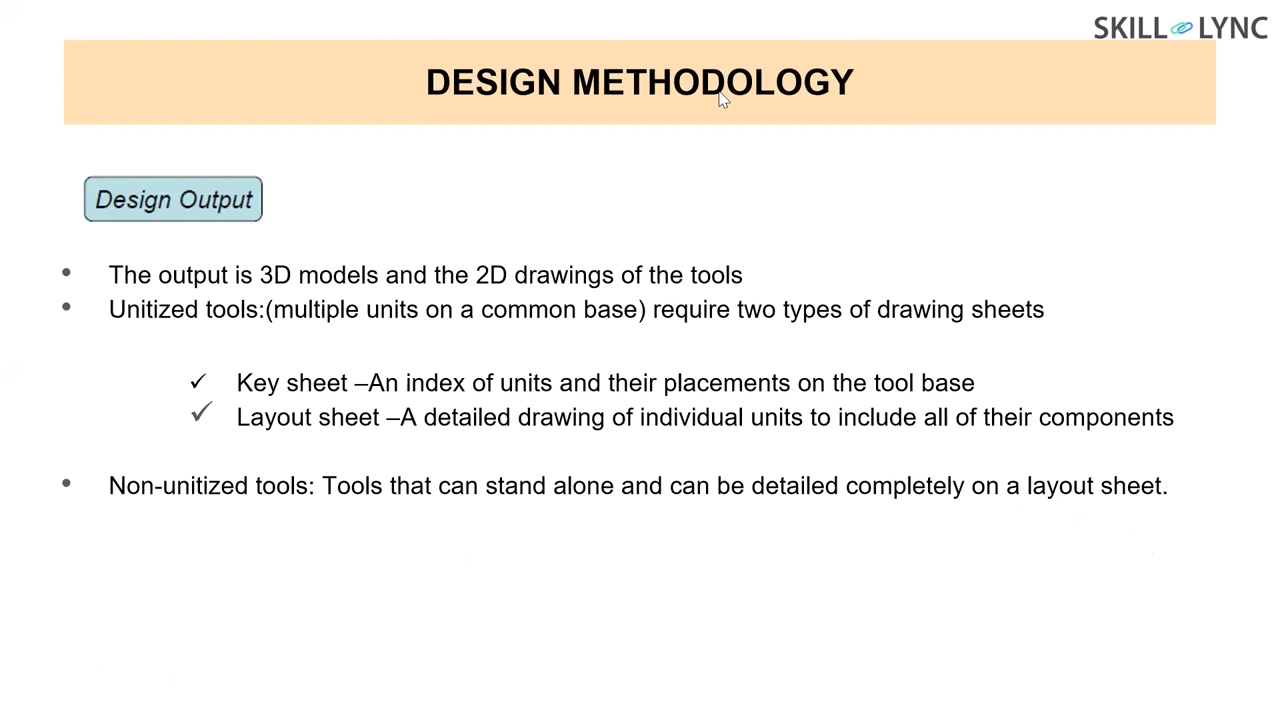 SKILL LYNC
DESIGN METHODOLOGY
Design Output
• The output is 3D models and the 2D drawings of the tools
• Unitized tools:(multiple units on a common base) require two types of drawing sheets
✓ Key sheet –An index of units and their placements on the tool base
✓ Layout sheet –A detailed drawing of individual units to include all of their components
• Non-unitized tools: Tools that can stand alone and can be detailed completely on a layout sheet.